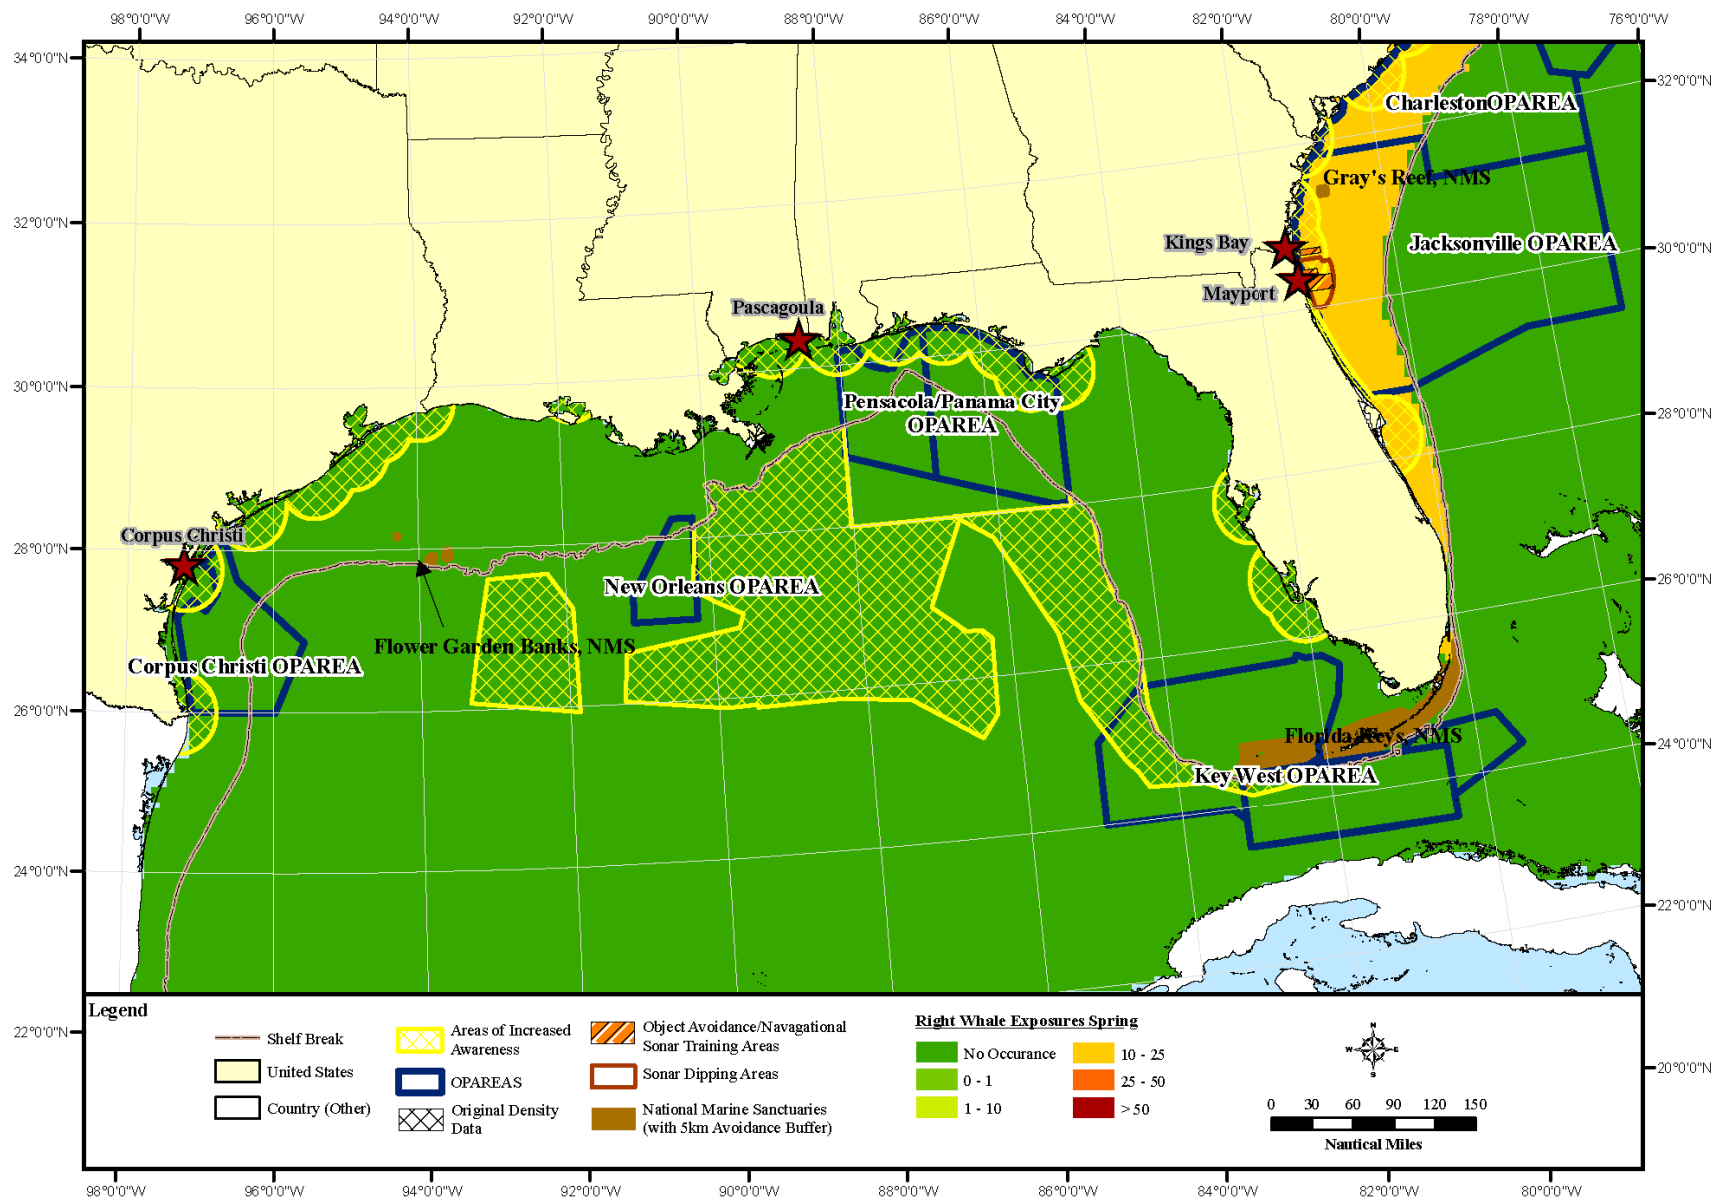 98°0'0"W 96°0'0"W 94°0'0"W 92°0'0"W 90°0'0"W 88°0'0"W 86°0'0"W 84°0'0"W 82°0'0"W 80°0'0"W 78°0'0"W 76°0'0"W
34°0'0"N
32°0'0"N
CharlestonOPAREA
Gray's Reef, NMS
32°0'0"N
Kings Bay
Jacksonville OPAREA
30°0'0"N
Mayport
Pascagoula
30°0'0"N
Pensacola/Panama City
OPAREA
28°0'0"N
Corpus Christi
28°0'0"N
New Orleans OPAREA
26°0'0"N
Flower Garden Banks, NMS
Corpus Christi OPAREA
26°0'0"N
Florida Keys, NMS
24°0'0"N
Key West OPAREA
24°0'0"N
22°0'0"N
Legend
Shelf Break
United States
Country (Other)
Areas of Increased
Awareness
OPAREAS
Original Density
Data
Object Avoidance/Navagational
Sonar Training Areas
Sonar Dipping Areas
National Marine Sanctuaries
(with 5km Avoidance Buffer)
Right Whale Exposures Spring
No Occurance
0 - 1
1 - 10
10 - 25
25 - 50
> 50
N
W E
S
0 30 60 90 120 150
Nautical Miles
22°0'0"N
20°0'0"N
98°0'0"W 96°0'0"W 94°0'0"W 92°0'0"W 90°0'0"W 88°0'0"W 86°0'0"W 84°0'0"W 82°0'0"W 80°0'0"W